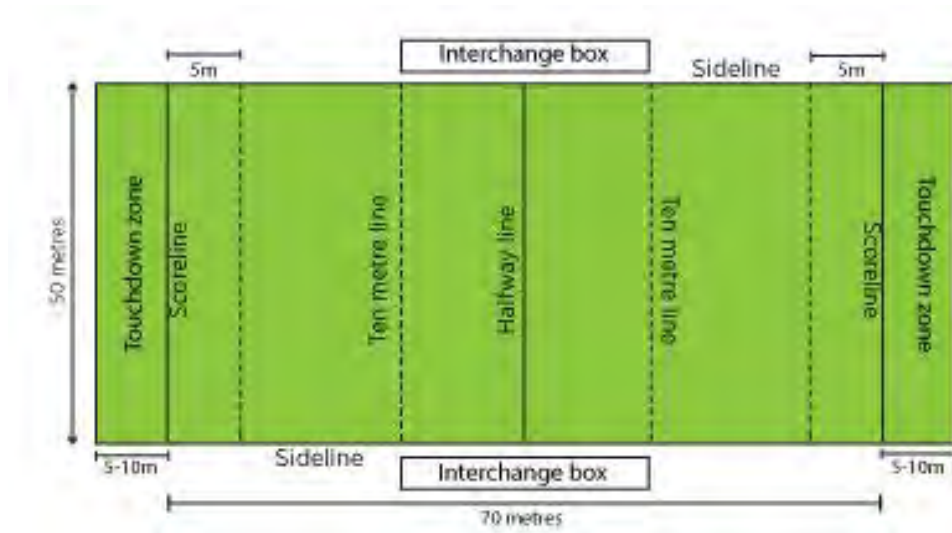 Interchange box
5m
Sideline
5m
50 metres
Touchdown zone
Scoreline
Ten metre line
Halfway line
Ten metre line
Scoreline
Touchdown zone
5-10m
Sideline
Interchange box
5-10m
70 metres